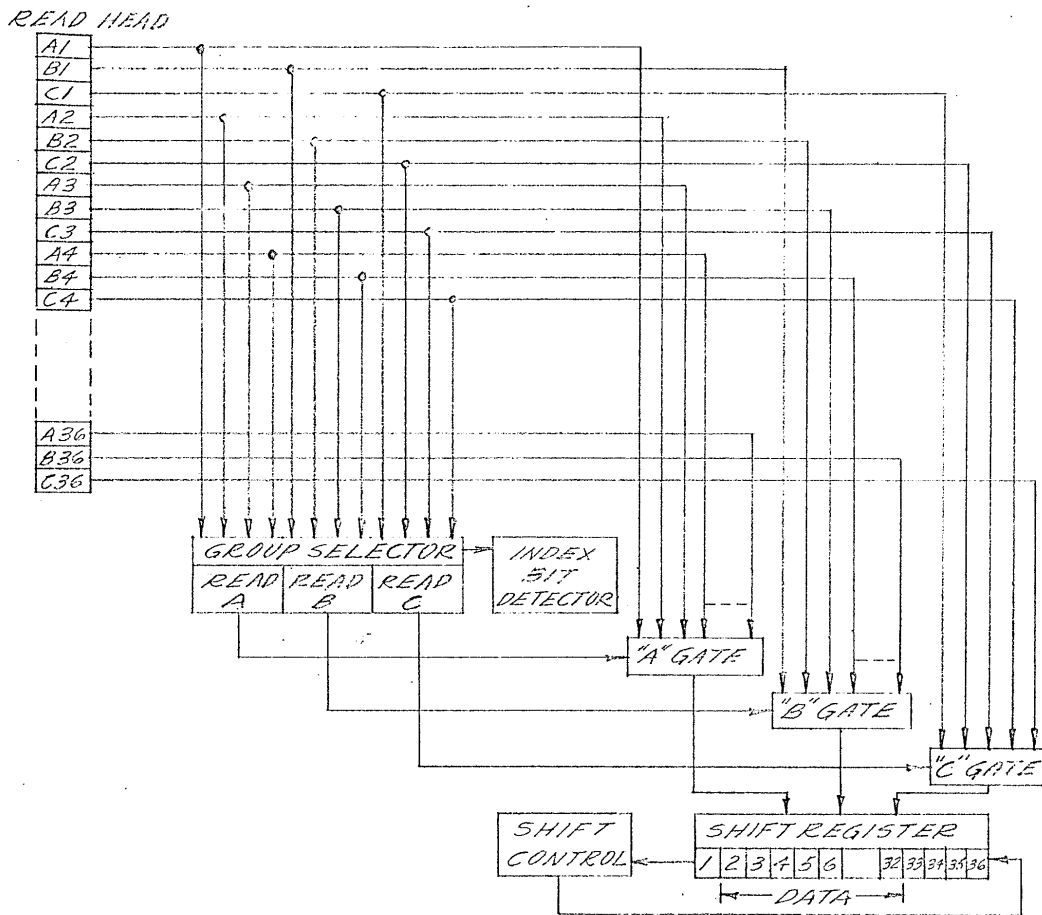 READ HEAD
A1
B1
C1
A2
B2
C2
A3
B3
C3
A4
B4
C4
A36
B36
C36
GROUP SELECTOR
READ A
READ B
READ C
INDEX
BIT
DETECTOR
"A" GATE
"B" GATE
"C" GATE
SHIFT
CONTROL
SHIFT REGISTER
1 2 3 4 5 6 32 33 34 35 36
DATA